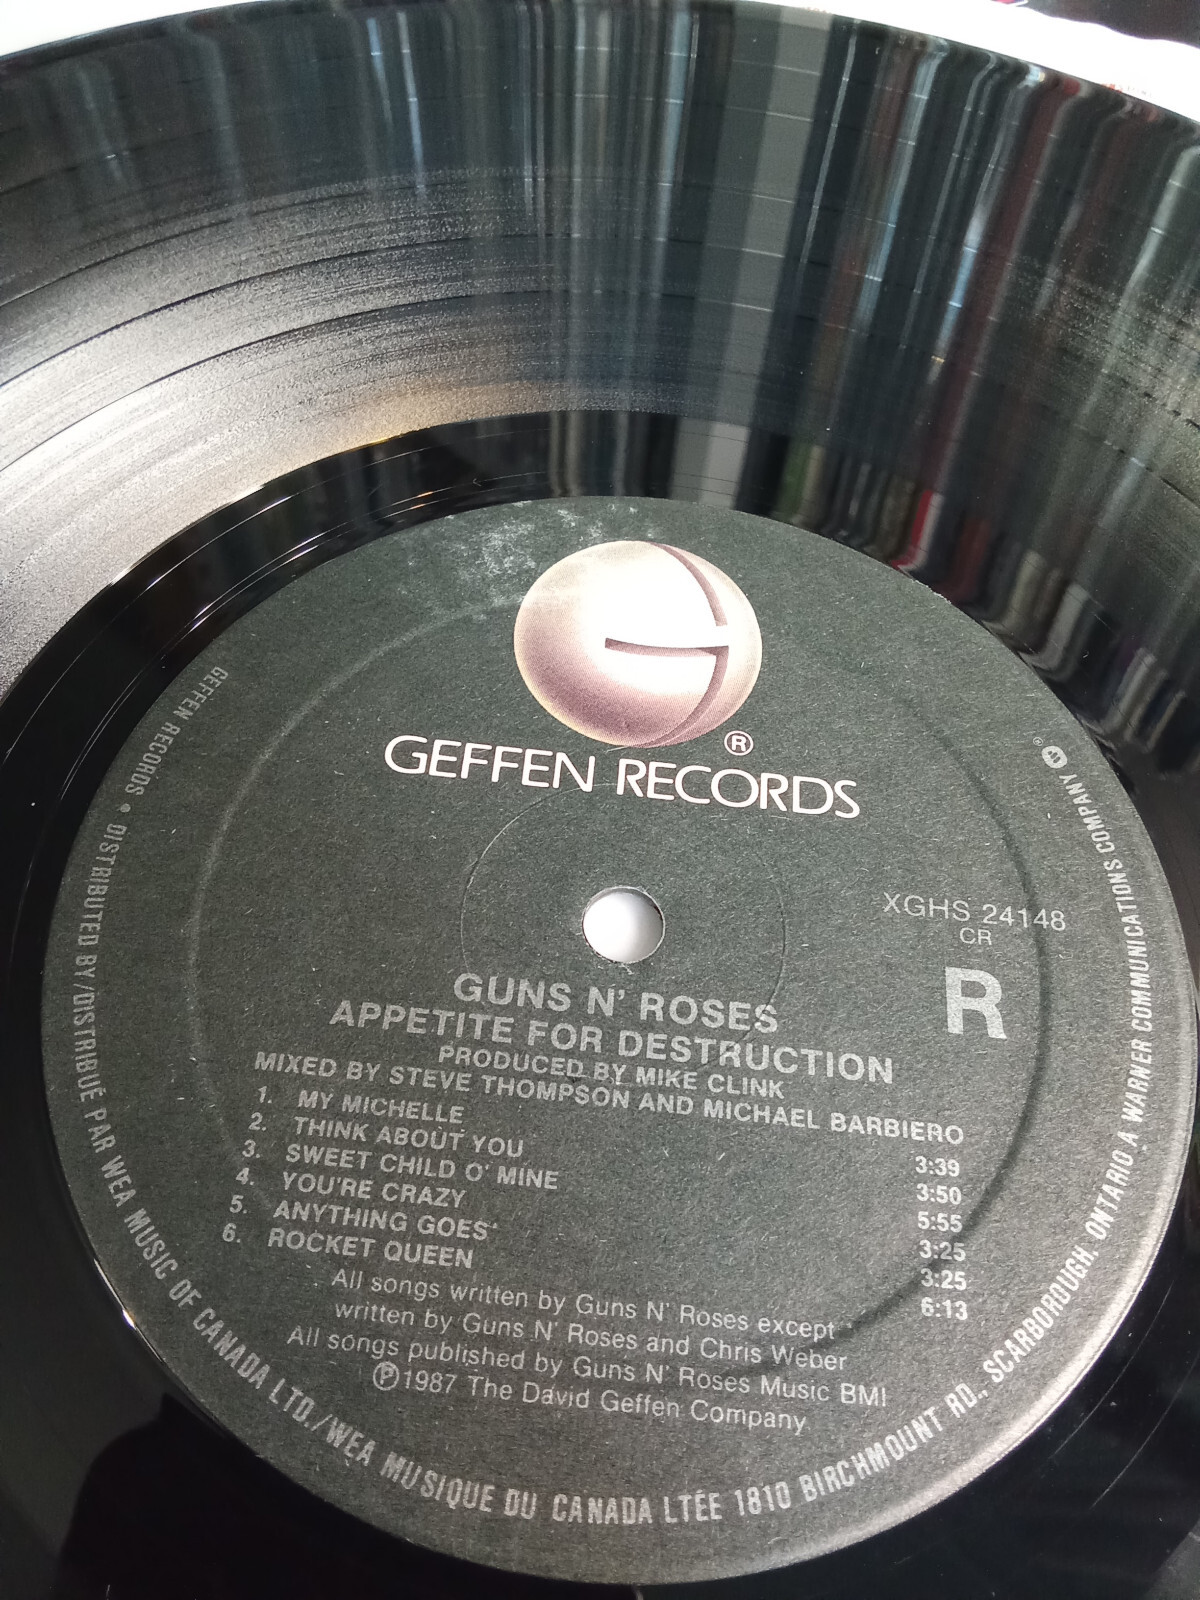 GEFFEN RECORDS ®
XGHS 24148
CR
R
GUNS N' ROSES
APPETITE FOR DESTRUCTION
PRODUCED BY MIKE CLINK
MIXED BY STEVE THOMPSON AND MICHAEL BARBIERO
1. MY MICHELLE 3:39
2. THINK ABOUT YOU 3:50
3. SWEET CHILD O' MINE 5:55
4. YOU'RE CRAZY 3:25
5. ANYTHING GOES* 3:25
6. ROCKET QUEEN 6:13
All songs written by Guns N' Roses except *
written by Guns N' Roses and Chris Weber
All songs published by Guns N' Roses Music BMI
℗1987 The David Geffen Company
GEFFEN RECORDS • DISTRIBUTED BY/DISTRIBUÉ PAR WEA MUSIC OF CANADA LTD./WEA MUSIQUE DU CANADA LTÉE 1810 BIRCHMOUNT RD., SCARBOROUGH, ONTARIO A WARNER COMMUNICATIONS COMPANY